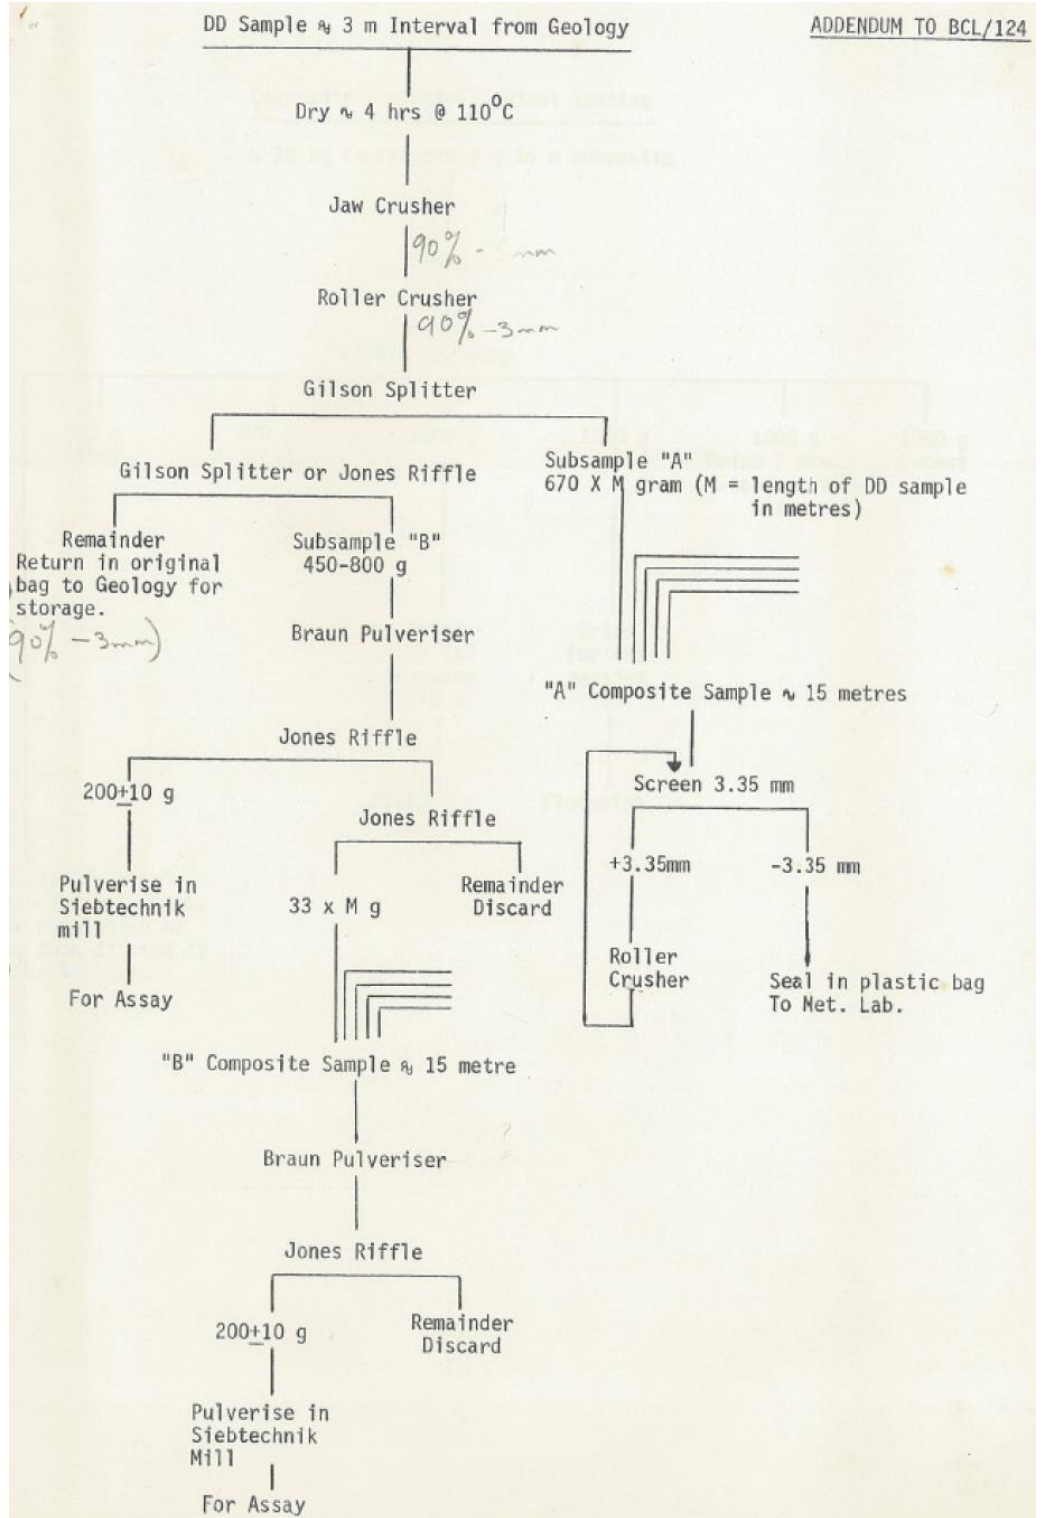 DD Sample ∿ 3 m Interval from Geology
ADDENDUM TO BCL/124
Dry ∿ 4 hrs @ 110°C
Jaw Crusher
90% - mm
Roller Crusher
90% -3mm
Gilson Splitter
Gilson Splitter or Jones Riffle
Subsample "A"
670 X M gram (M = length of DD sample
in metres)
Remainder
Return in original
bag to Geology for
storage.
(90% -3mm)
Subsample "B"
450-800 g
Braun Pulveriser
"A" Composite Sample ∿ 15 metres
Jones Riffle
Screen 3.35 mm
200±10 g
Jones Riffle
+3.35mm
-3.35 mm
Pulverise in
Siebtechnik
mill
33 x M g
Remainder
Discard
Roller
Crusher
Seal in plastic bag
To Met. Lab.
For Assay
"B" Composite Sample ∿ 15 metre
Braun Pulveriser
Jones Riffle
200±10 g
Remainder
Discard
Pulverise in
Siebtechnik
Mill
For Assay